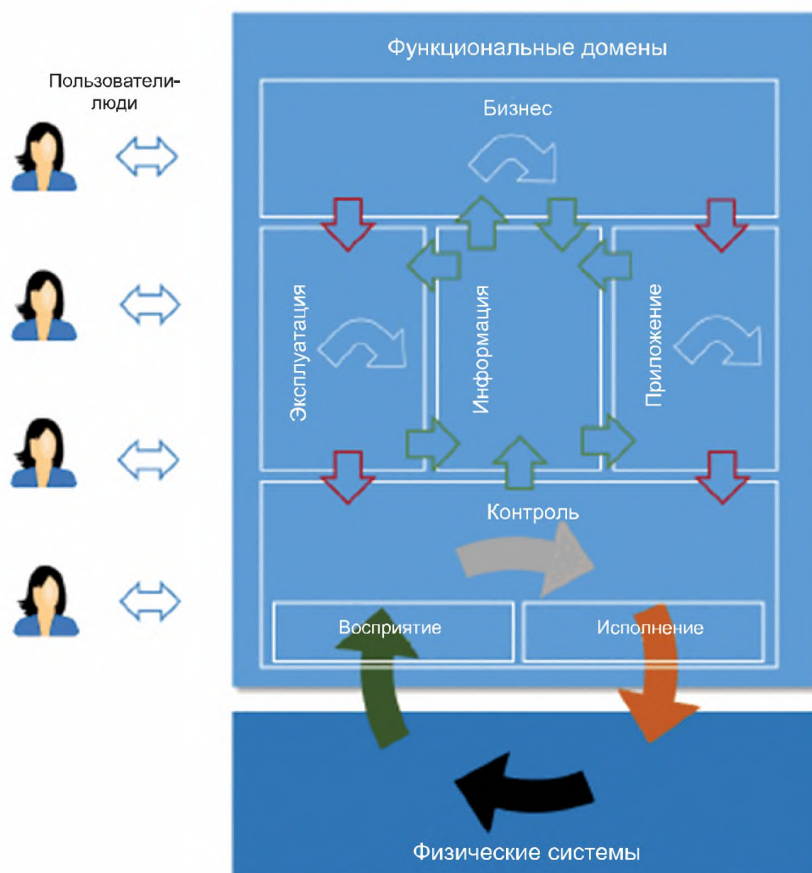 Функциональные домены
Пользователи-
люди
Бизнес
Эксплуатация
Информация
Приложение
Контроль
Восприятие
Исполнение
Физические системы